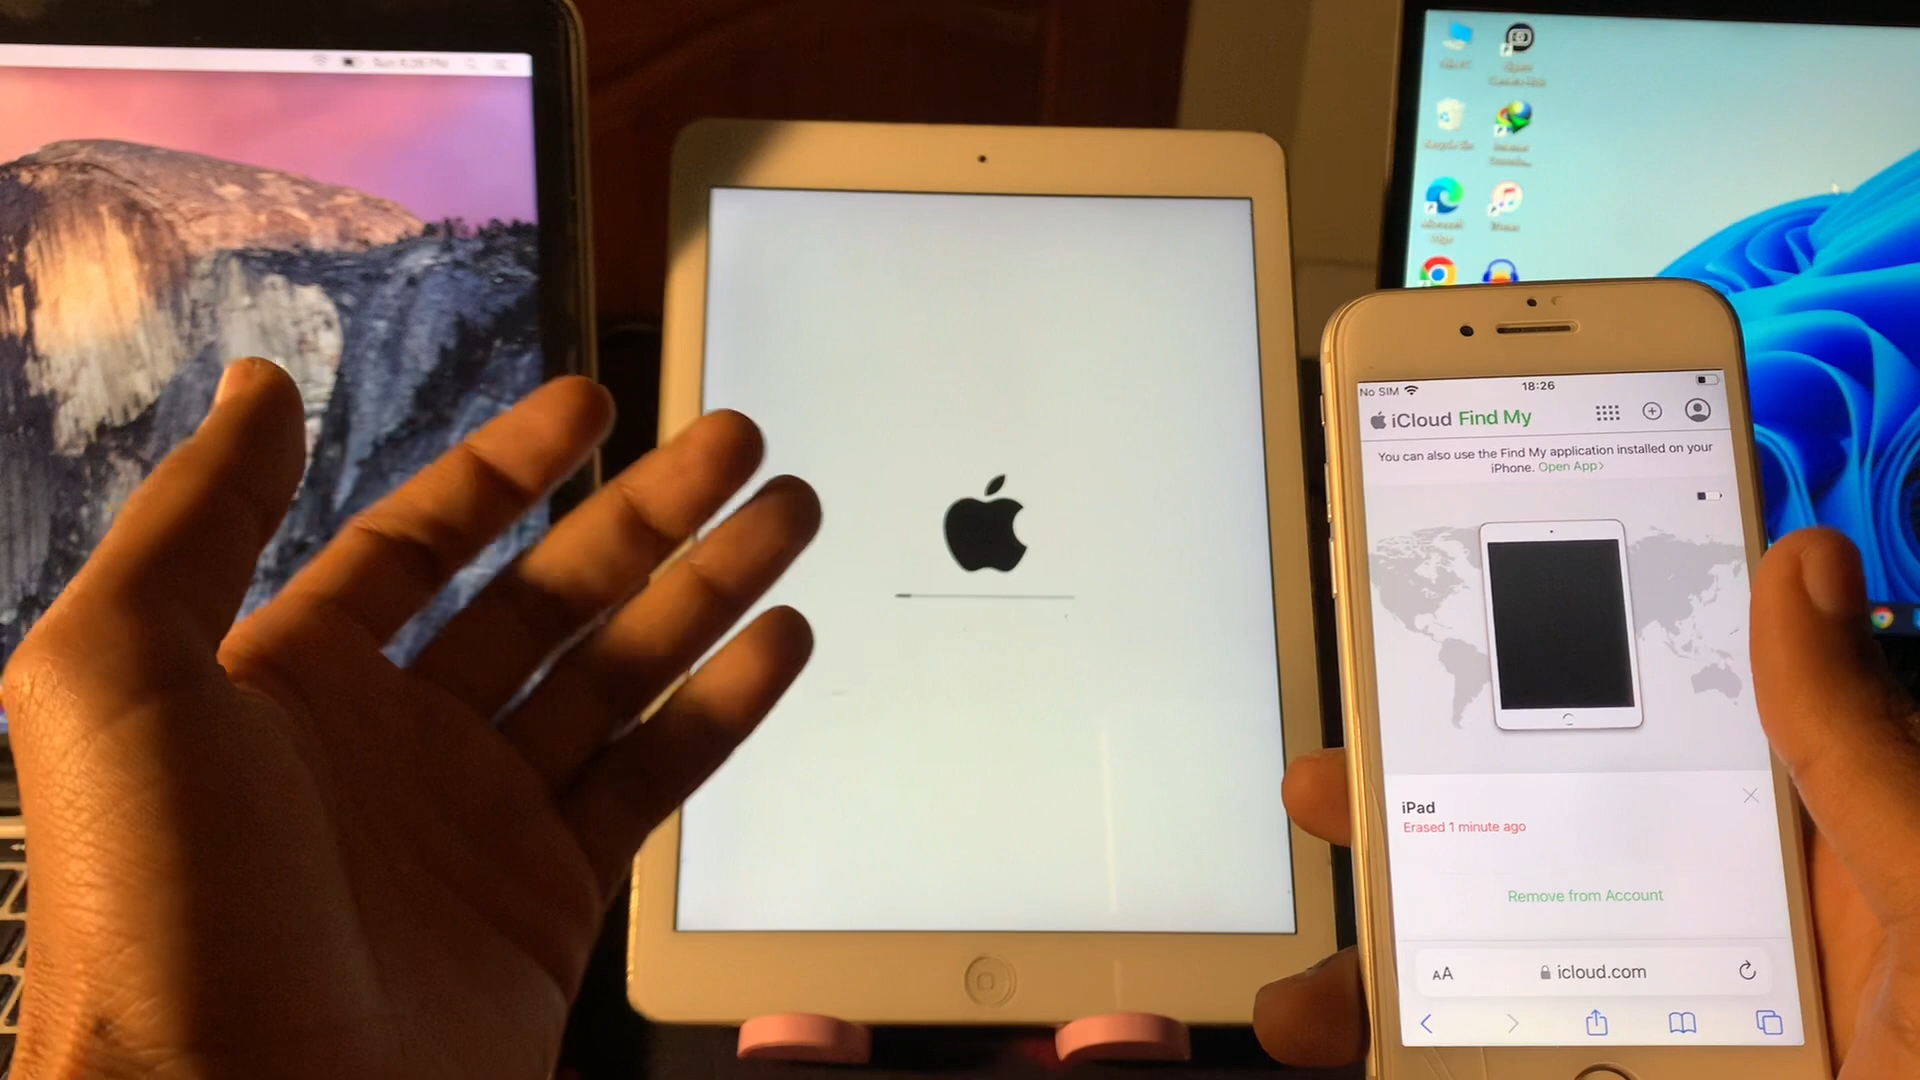 No SIM 18:26
iCloud Find My
You can also use the Find My application installed on your
iPhone. Open App>
iPad
Erased 1 minute ago
Remove from Account
AA icloud.com